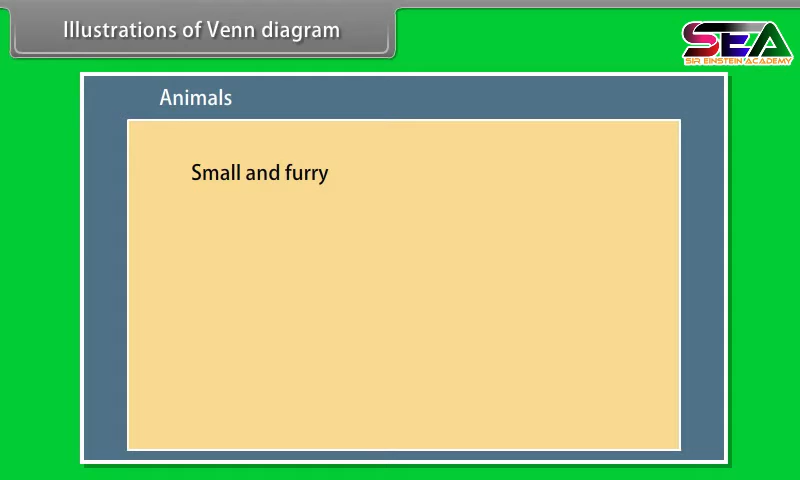 Illustrations of Venn diagram
SEA
SIR EINSTEIN ACADEMY
Animals
Small and furry